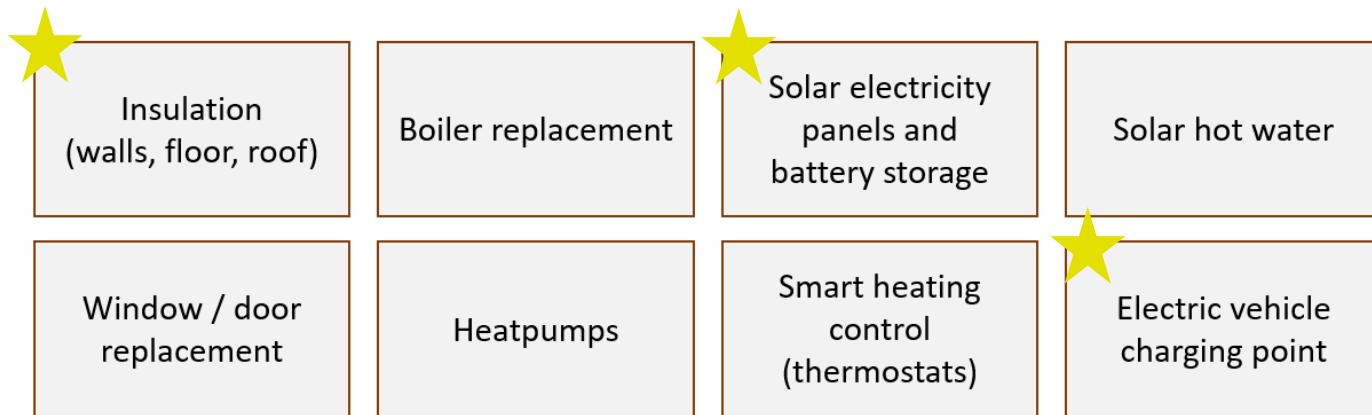 Insulation
(walls, floor, roof)
Boiler replacement
Solar electricity
panels and
battery storage
Solar hot water
Window / door
replacement
Heatpumps
Smart heating
control
(thermostats)
Electric vehicle
charging point